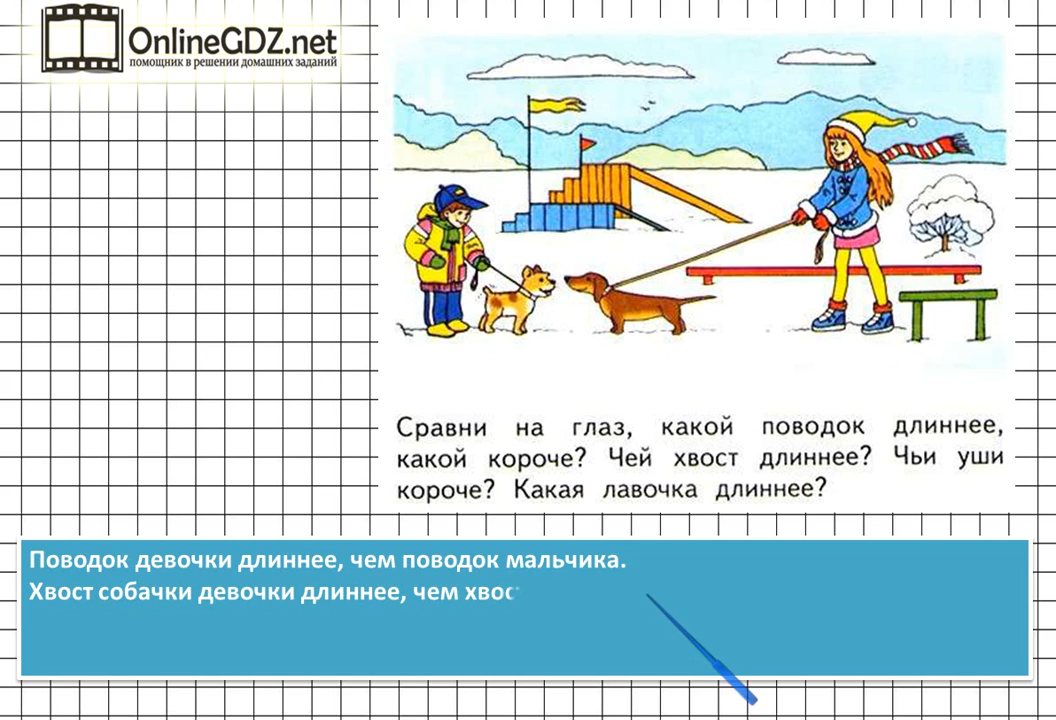 OnlineGDZ.net
помощник в решении домашних заданий
Сравни на глаз, какой поводок длиннее,
какой короче? Чей хвост длиннее? Чьи уши
короче? Какая лавочка длиннее?
Поводок девочки длиннее, чем поводок мальчика.
Хвост собачки девочки длиннее, чем хвос